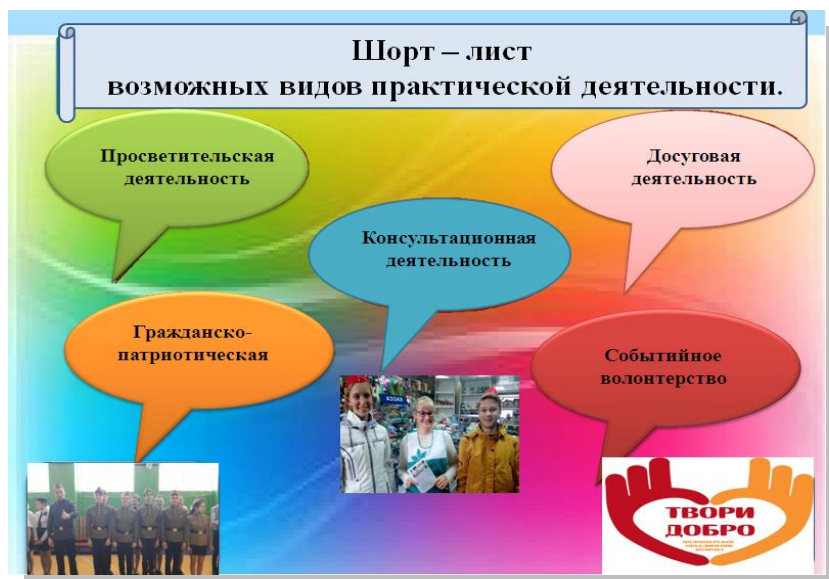 Шорт – лист
возможных видов практической деятельности.
Просветительская
деятельность
Досуговая
деятельность
Консультационная
деятельность
Гражданско-
патриотическая
Событийное
волонтерство
ТВОРИ
ДОБРО